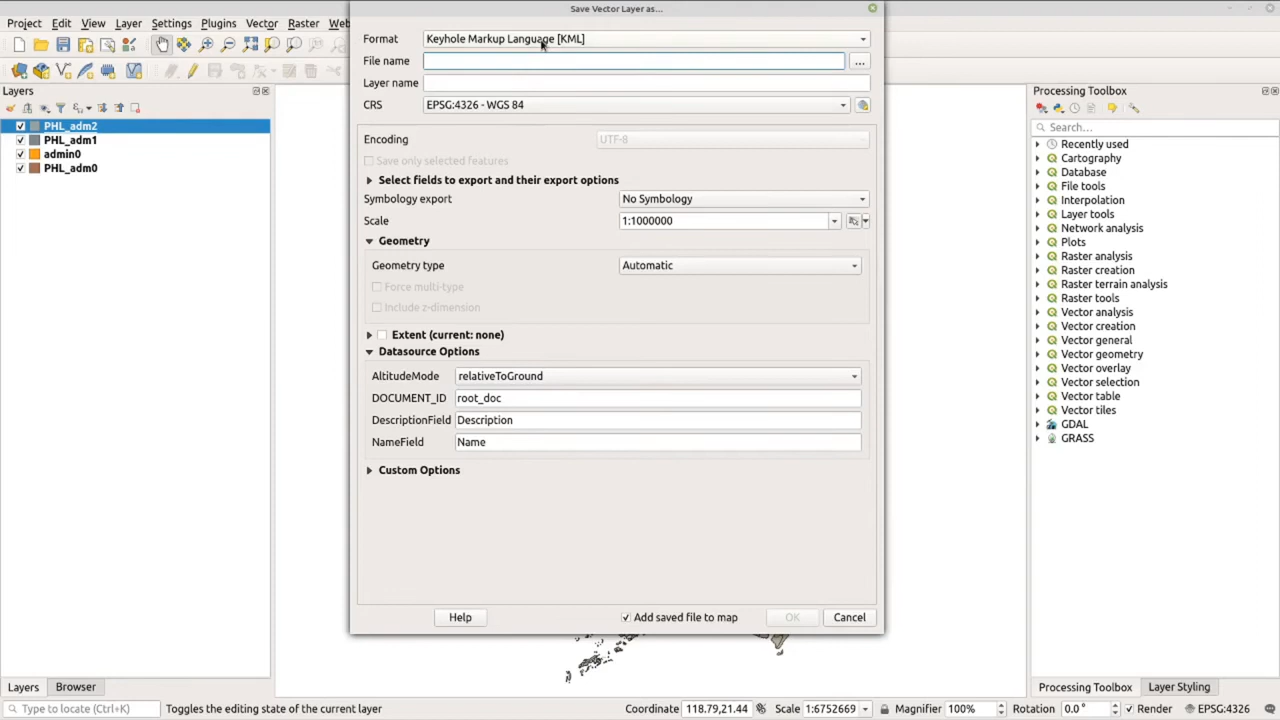 Save Vector Layer as...
Project Edit View Layer Settings Plugins Vector Raster
Format Keyhole Markup Language [KML]
File name
...
Layer name
CRS EPSG:4326 - WGS 84
Layers
PHL_adm2
PHL_adm1
admin0
PHL_adm0
Encoding UTF-8
Save only selected features
Select fields to export and their export options
Symbology export No Symbology
Scale 1:1000000
Geometry
Geometry type Automatic
Force multi-type
Include z-dimension
Extent (current: none)
Datasource Options
AltitudeMode relativeToGround
DOCUMENT_ID root_doc
DescriptionField Description
NameField Name
Custom Options
Help Add saved file to map OK Cancel
Processing Toolbox
Search...
Recently used
Cartography
Database
File tools
Interpolation
Layer tools
Network analysis
Plots
Raster analysis
Raster creation
Raster terrain analysis
Raster tools
Vector analysis
Vector creation
Vector general
Vector geometry
Vector overlay
Vector selection
Vector table
Vector tiles
GDAL
GRASS
Layers Browser
Processing Toolbox Layer Styling
Type to locate (Ctrl+K) Toggles the editing state of the current layer Coordinate 118.79,21.44 Scale 1:6752669 Magnifier 100% Rotation 0.0° Render EPSG:4326